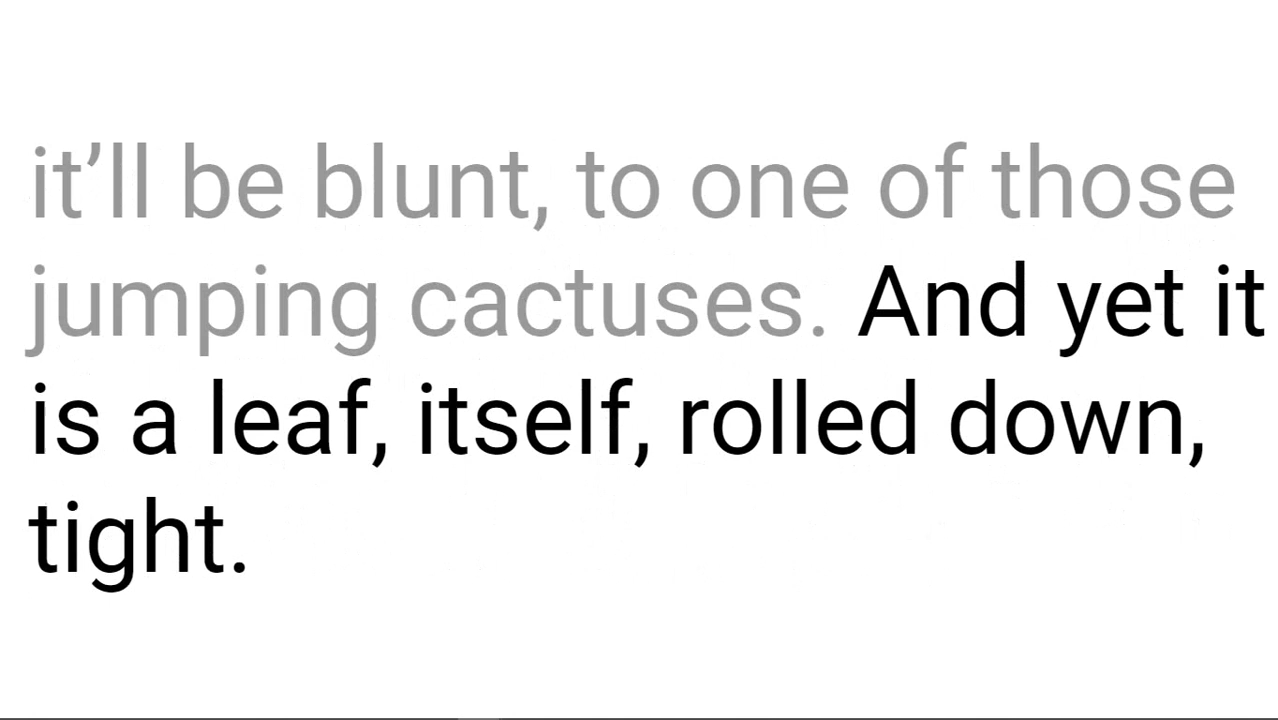 it’ll be blunt, to one of those
jumping cactuses. And yet it
is a leaf, itself, rolled down,
tight.